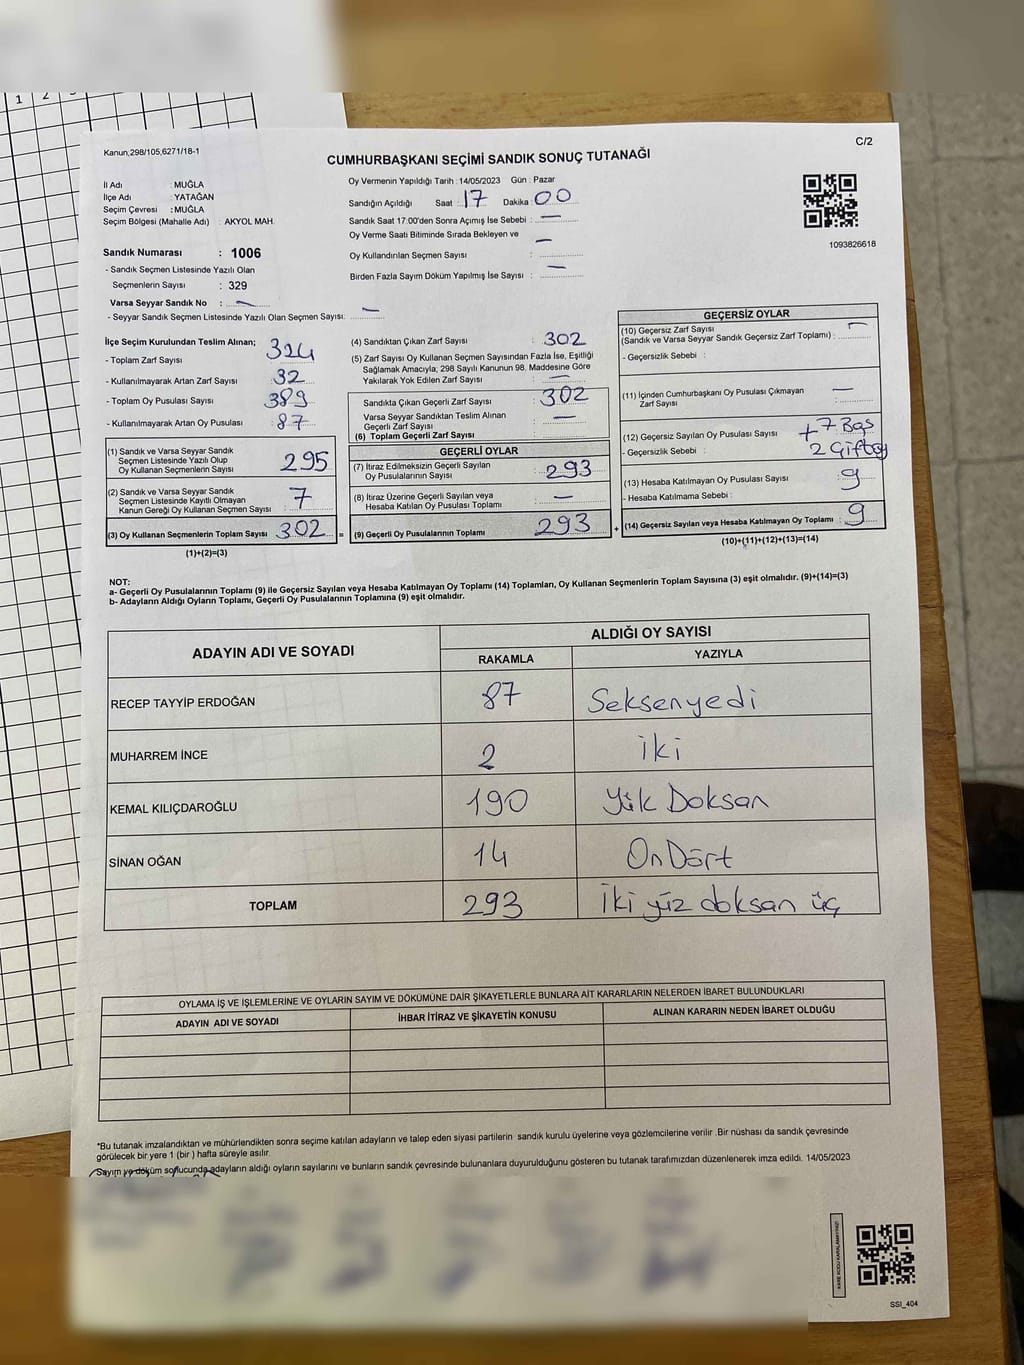 1 2
Kanun,298/105,6271/18-1
C/2
CUMHURBAŞKANI SEÇİMİ SANDIK SONUÇ TUTANAĞI
İl Adı : MUĞLA
İlçe Adı : YATAĞAN
Seçim Çevresi : MUĞLA
Seçim Bölgesi (Mahalle Adı) : AKYOL MAH.
Sandık Numarası : 1006
- Sandık Seçmen Listesinde Yazılı Olan
Seçmenlerin Sayısı : 329
Varsa Seyyar Sandık No : —
- Seyyar Sandık Seçmen Listesinde Yazılı Olan Seçmen Sayısı: —
Oy Vermenin Yapıldığı Tarih : 14/05/2023 Gün : Pazar
Sandığın Açıldığı Saat : 17 Dakika : 00
Sandık Saat 17:00'den Sonra Açımış İse Sebebi : —
Oy Verme Saati Bitiminde Sırada Bekleyen ve —
Oy Kullandırılan Seçmen Sayısı :
Birden Fazla Sayım Döküm Yapılmış İse Sayısı : —
1093826618
İlçe Seçim Kurulundan Teslim Alınan;
- Toplam Zarf Sayısı 324
- Kullanılmayarak Artan Zarf Sayısı 32
- Toplam Oy Pusulası Sayısı 389
- Kullanılmayarak Artan Oy Pusulası : 87
(1) Sandık ve Varsa Seyyar Sandık
Seçmen Listesinde Yazılı Olup
Oy Kullanan Seçmenlerin Sayısı 295
(2) Sandık ve Varsa Seyyar Sandık
Seçmen Listesinde Kayıtlı Olmayan
Kanun Gereği Oy Kullanan Seçmen Sayısı : 7
(3) Oy Kullanan Seçmenlerin Toplam Sayısı 302 =
(1)+(2)=(3)
(4) Sandıktan Çıkan Zarf Sayısı : 302
(5) Zarf Sayısı Oy Kullanan Seçmen Sayısından Fazla İse, Eşitliği
Sağlamak Amacıyla, 298 Sayılı Kanunun 98. Maddesine Göre
Yakılarak Yok Edilen Zarf Sayısı : —
Sandıkta Çıkan Geçerli Zarf Sayısı : 302
Varsa Seyyar Sandıktan Teslim Alınan
Geçerli Zarf Sayısı : —
(6) Toplam Geçerli Zarf Sayısı :
GEÇERLİ OYLAR
(7) İtiraz Edilmeksizin Geçerli Sayılan
Oy Pusulalarının Sayısı : 293
(8) İtiraz Üzerine Geçerli Sayılan veya
Hesaba Katılan Oy Pusulası Toplamı : —
(9) Geçerli Oy Pusulalarının Toplamı : 293 +
GEÇERSİZ OYLAR
(10) Geçersiz Zarf Sayısı —
(Sandık ve Varsa Seyyar Sandık Geçersiz Zarf Toplamı) :
- Geçersizlik Sebebi :
(11) İçinden Cumhurbaşkanı Oy Pusulası Çıkmayan
Zarf Sayısı : —
(12) Geçersiz Sayılan Oy Pusulası Sayısı : + 7 Boş
- Geçersizlik Sebebi : 2 Çift oy
(13) Hesaba Katılmayan Oy Pusulası Sayısı : 9
- Hesaba Katılmama Sebebi :
(14) Geçersiz Sayılan veya Hesaba Katılmayan Oy Toplamı : 9
(10)+(11)+(12)+(13)=(14)
NOT:
a- Geçerli Oy Pusulalarının Toplamı (9) ile Geçersiz Sayılan veya Hesaba Katılmayan Oy Toplamı (14) Toplamları, Oy Kullanan Seçmenlerin Toplam Sayısına (3) eşit olmalıdır. (9)+(14)=(3)
b- Adayların Aldığı Oyların Toplamı, Geçerli Oy Pusulalarının Toplamına (9) eşit olmalıdır.
ADAYIN ADI VE SOYADI
ALDIĞI OY SAYISI
RAKAMLA YAZIYLA
RECEP TAYYİP ERDOĞAN 87 Seksenyedi
MUHARREM İNCE 2 iki
KEMAL KILIÇDAROĞLU 190 Yük Doksan
SİNAN OĞAN 14 On Dört
TOPLAM 293 İki yüz doksan üç
OYLAMA İŞ VE İŞLEMLERİNE VE OYLARIN SAYIM VE DÖKÜMÜNE DAİR ŞİKAYETLERLE BUNLARA AİT KARARLARIN NELERDEN İBARET BULUNDUKLARI
ADAYIN ADI VE SOYADI İHBAR İTİRAZ VE ŞİKAYETİN KONUSU ALINAN KARARIN NEDEN İBARET OLDUĞU
*Bu tutanak imzalandıktan ve mühürlendikten sonra seçime katılan adayların ve talep eden siyasi partilerin sandık kurulu üyelerine veya gözlemcilerine verilir .Bir nüshası da sandık çevresinde
görülecek bir yere 1 (bir ) hafta süreyle asılır.
Sayım ve döküm sonucunda adayların aldığı oyların sayılarını ve bunların sandık çevresinde bulunanlara duyurulduğunu gösteren bu tutanak tarafımızdan düzenlenerek imza edildi. 14/05/2023
KARE KODU KARALAMAYINIZ!
SSI_404